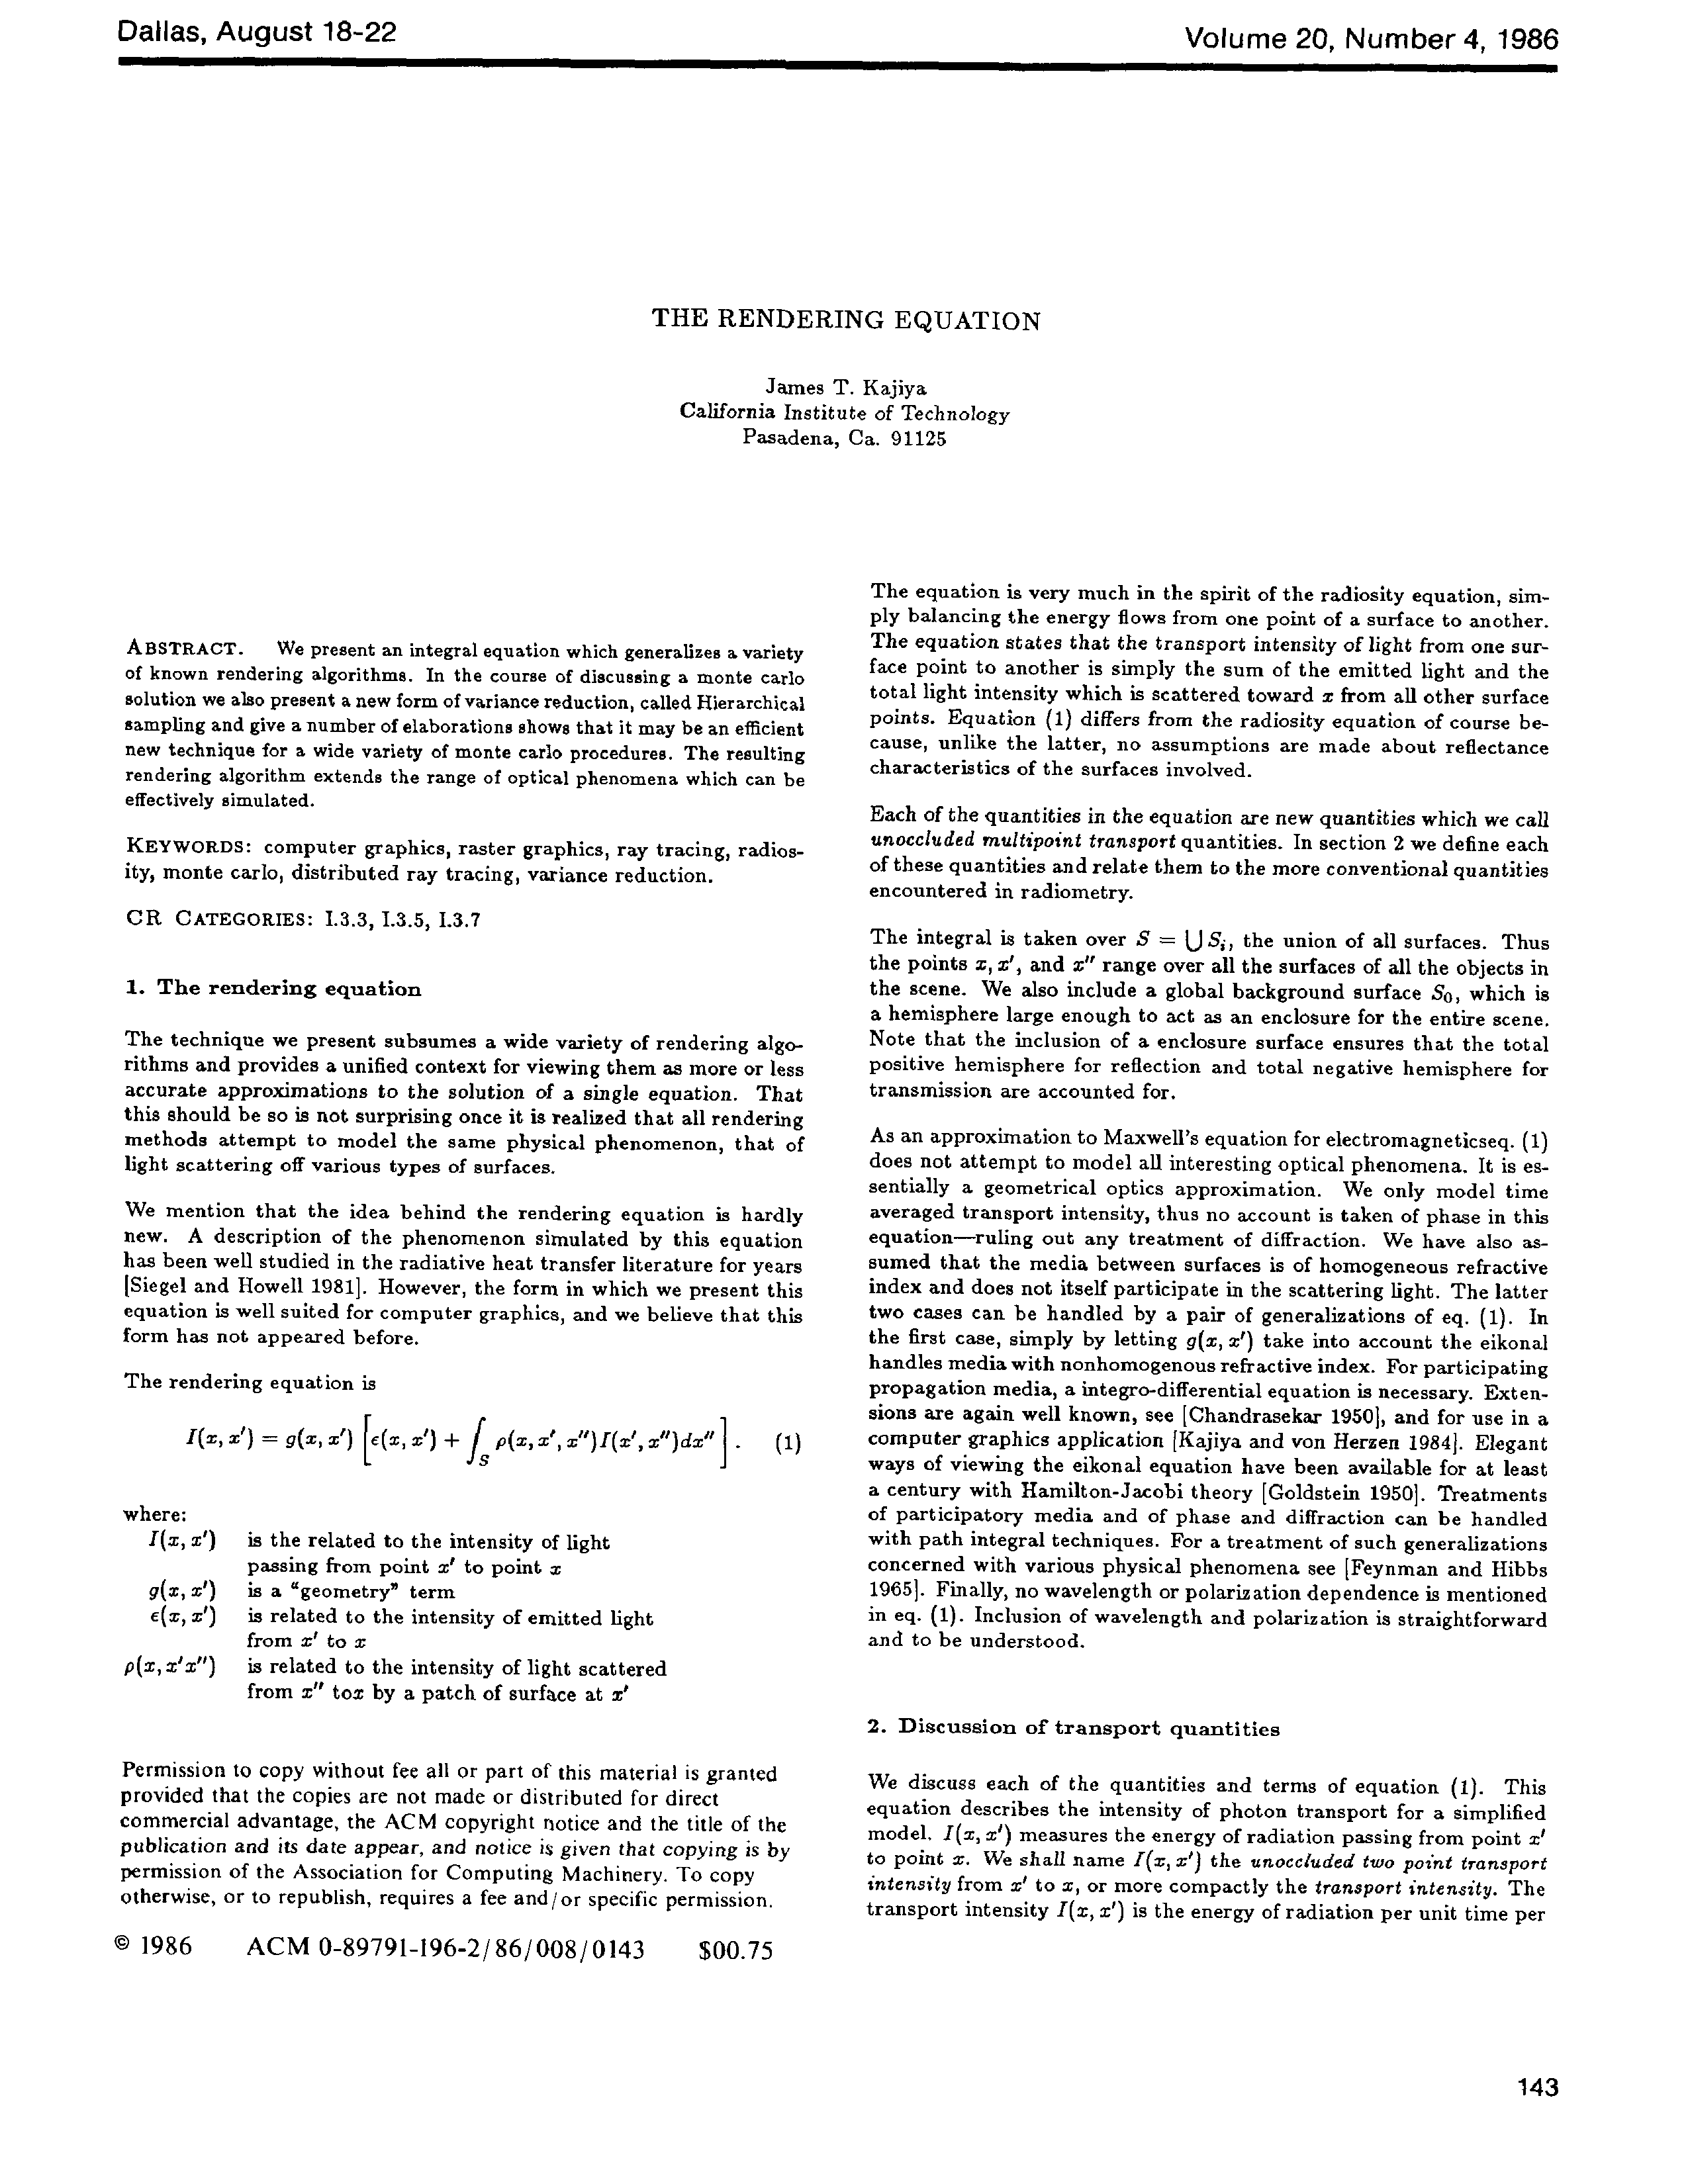 Dallas, August 18-22
Volume 20, Number 4, 1986
THE RENDERING EQUATION
James T. Kajiya
California Institute of Technology
Pasadena, Ca. 91125
ABSTRACT. We present an integral equation which generalizes a variety
of known rendering algorithms. In the course of discussing a monte carlo
solution we also present a new form of variance reduction, called Hierarchical
sampling and give a number of elaborations shows that it may be an efficient
new technique for a wide variety of monte carlo procedures. The resulting
rendering algorithm extends the range of optical phenomena which can be
effectively simulated.
KEYWORDS: computer graphics, raster graphics, ray tracing, radios-
ity, monte carlo, distributed ray tracing, variance reduction.
CR CATEGORIES: I.3.3, I.3.5, I.3.7
1. The rendering equation
The technique we present subsumes a wide variety of rendering algo-
rithms and provides a unified context for viewing them as more or less
accurate approximations to the solution of a single equation. That
this should be so is not surprising once it is realized that all rendering
methods attempt to model the same physical phenomenon, that of
light scattering off various types of surfaces.
We mention that the idea behind the rendering equation is hardly
new. A description of the phenomenon simulated by this equation
has been well studied in the radiative heat transfer literature for years
[Siegel and Howell 1981]. However, the form in which we present this
equation is well suited for computer graphics, and we believe that this
form has not appeared before.
The rendering equation is
I(x, x′) = g(x, x′) [ϵ(x, x′) + ∫_S ρ(x, x′, x″)I(x′, x″)dx″]. (1)
where:
I(x, x′) is the related to the intensity of light
passing from point x′ to point x
g(x, x′) is a “geometry” term
ϵ(x, x′) is related to the intensity of emitted light
from x′ to x
ρ(x, x′x″) is related to the intensity of light scattered
from x″ tox by a patch of surface at x′
Permission to copy without fee all or part of this material is granted
provided that the copies are not made or distributed for direct
commercial advantage, the ACM copyright notice and the title of the
publication and its date appear, and notice is given that copying is by
permission of the Association for Computing Machinery. To copy
otherwise, or to republish, requires a fee and/or specific permission.
© 1986 ACM 0-89791-196-2/86/008/0143 $00.75
The equation is very much in the spirit of the radiosity equation, sim-
ply balancing the energy flows from one point of a surface to another.
The equation states that the transport intensity of light from one sur-
face point to another is simply the sum of the emitted light and the
total light intensity which is scattered toward x from all other surface
points. Equation (1) differs from the radiosity equation of course be-
cause, unlike the latter, no assumptions are made about reflectance
characteristics of the surfaces involved.
Each of the quantities in the equation are new quantities which we call
unoccluded multipoint transport quantities. In section 2 we define each
of these quantities and relate them to the more conventional quantities
encountered in radiometry.
The integral is taken over S = ⋃ Sᵢ, the union of all surfaces. Thus
the points x, x′, and x″ range over all the surfaces of all the objects in
the scene. We also include a global background surface S₀, which is
a hemisphere large enough to act as an enclosure for the entire scene.
Note that the inclusion of a enclosure surface ensures that the total
positive hemisphere for reflection and total negative hemisphere for
transmission are accounted for.
As an approximation to Maxwell's equation for electromagneticseq. (1)
does not attempt to model all interesting optical phenomena. It is es-
sentially a geometrical optics approximation. We only model time
averaged transport intensity, thus no account is taken of phase in this
equation—ruling out any treatment of diffraction. We have also as-
sumed that the media between surfaces is of homogeneous refractive
index and does not itself participate in the scattering light. The latter
two cases can be handled by a pair of generalizations of eq. (1). In
the first case, simply by letting g(x, x′) take into account the eikonal
handles media with nonhomogenous refractive index. For participating
propagation media, a integro-differential equation is necessary. Exten-
sions are again well known, see [Chandrasekar 1950], and for use in a
computer graphics application [Kajiya and von Herzen 1984]. Elegant
ways of viewing the eikonal equation have been available for at least
a century with Hamilton-Jacobi theory [Goldstein 1950]. Treatments
of participatory media and of phase and diffraction can be handled
with path integral techniques. For a treatment of such generalizations
concerned with various physical phenomena see [Feynman and Hibbs
1965]. Finally, no wavelength or polarization dependence is mentioned
in eq. (1). Inclusion of wavelength and polarization is straightforward
and to be understood.
2. Discussion of transport quantities
We discuss each of the quantities and terms of equation (1). This
equation describes the intensity of photon transport for a simplified
model. I(x, x′) measures the energy of radiation passing from point x′
to point x. We shall name I(x, x′) the unoccluded two point transport
intensity from x′ to x, or more compactly the transport intensity. The
transport intensity I(x, x′) is the energy of radiation per unit time per
143